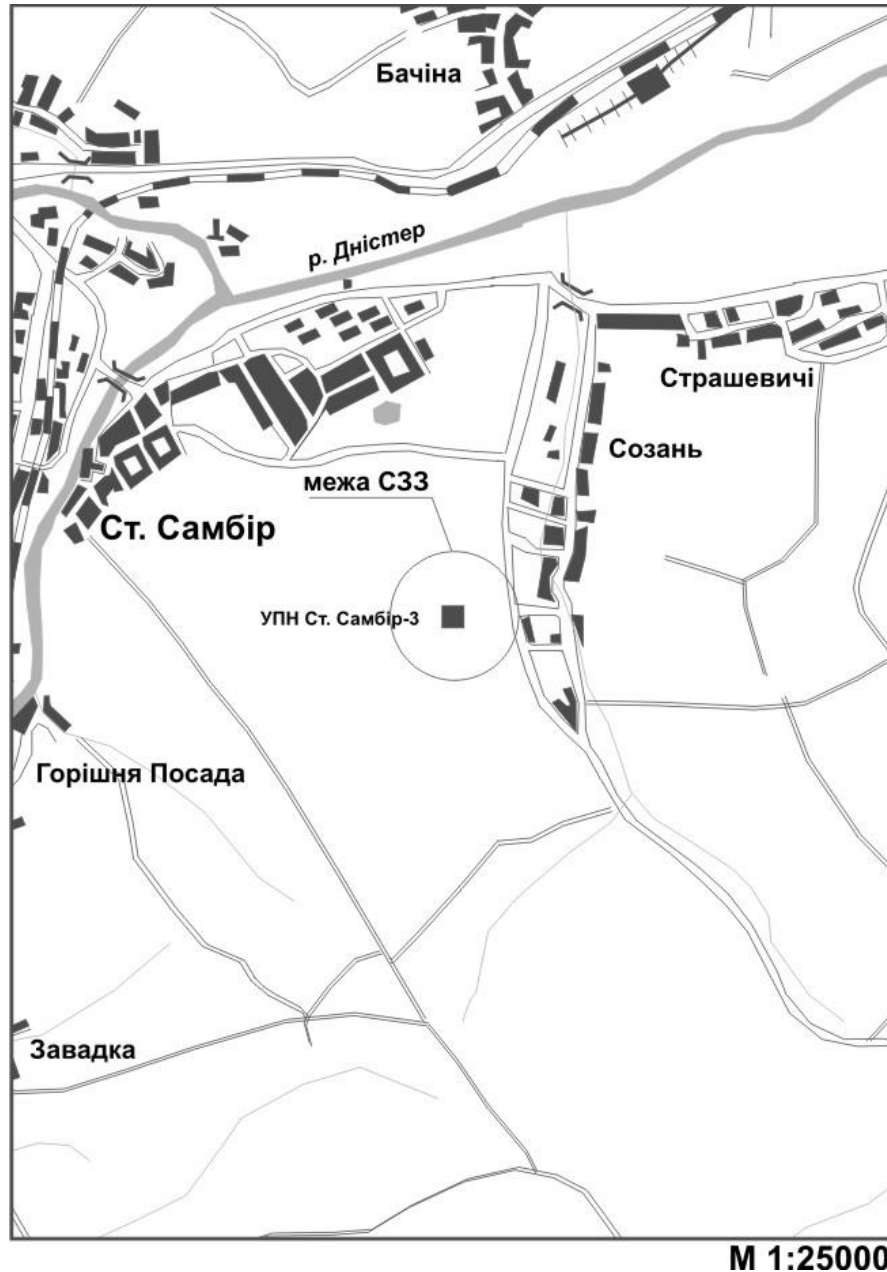 Бачіна
р. Дністер
Страшевичі
Созань
межа СЗЗ
Ст. Самбір
УПН Ст. Самбір-3
Горішня Посада
Завадка
М 1:25000